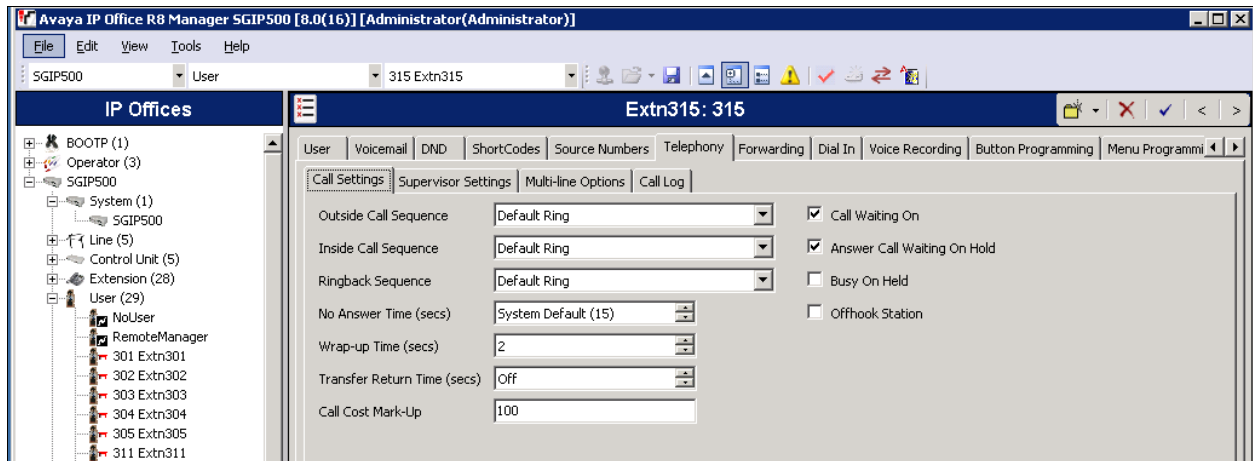 Avaya IP Office R8 Manager SGIP500 [8.0(16)] [Administrator(Administrator)]
File Edit View Tools Help
SGIP500 User 315 Extn315
IP Offices
Extn315: 315
BOOTP (1)
Operator (3)
SGIP500
System (1)
SGIP500
Line (5)
Control Unit (5)
Extension (28)
User (29)
NoUser
RemoteManager
301 Extn301
302 Extn302
303 Extn303
304 Extn304
305 Extn305
311 Extn311
User Voicemail DND ShortCodes Source Numbers Telephony Forwarding Dial In Voice Recording Button Programming Menu Programmi
Call Settings Supervisor Settings Multi-line Options Call Log
Outside Call Sequence Default Ring Call Waiting On
Inside Call Sequence Default Ring Answer Call Waiting On Hold
Ringback Sequence Default Ring Busy On Held
No Answer Time (secs) System Default (15) Offhook Station
Wrap-up Time (secs) 2
Transfer Return Time (secs) Off
Call Cost Mark-Up 100